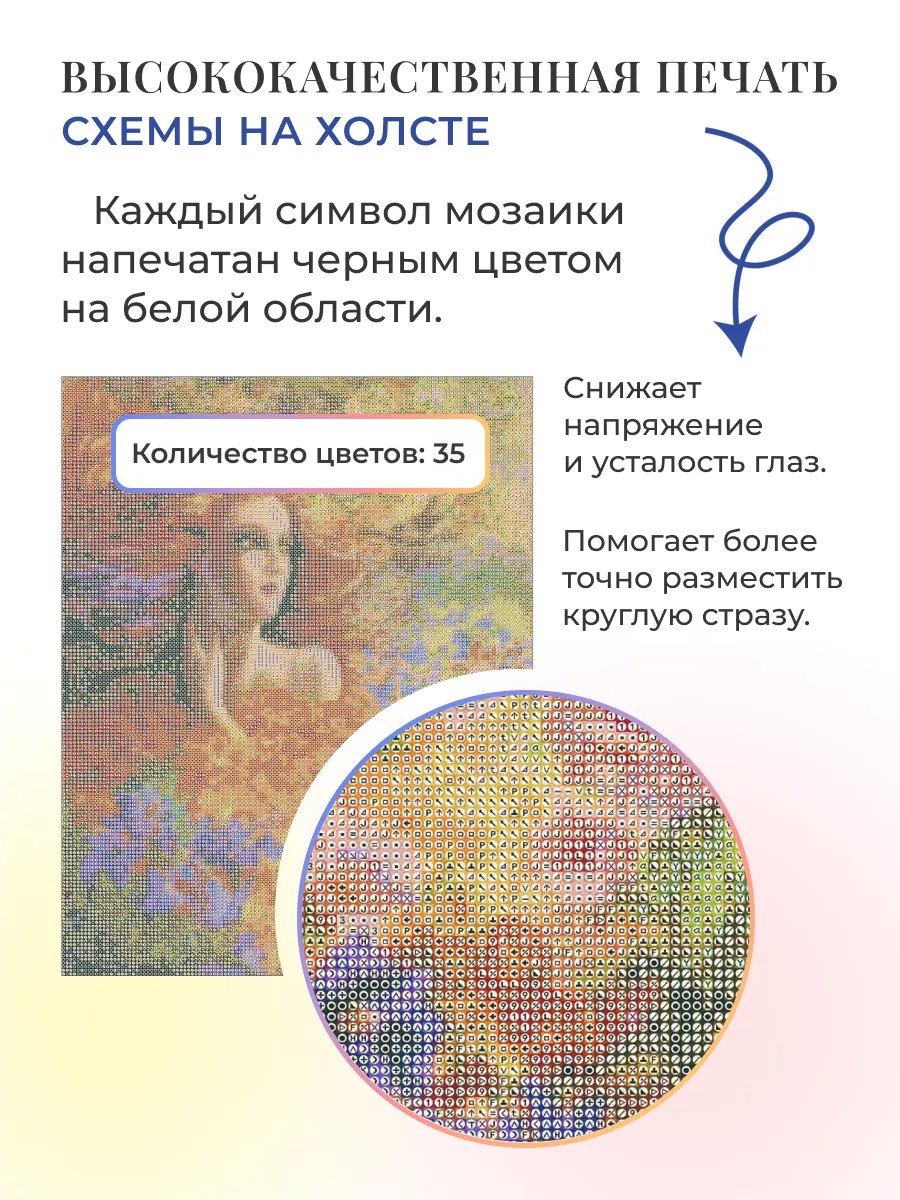 ВЫСОКОКАЧЕСТВЕННАЯ ПЕЧАТЬ
СХЕМЫ НА ХОЛСТЕ
Каждый символ мозаики
напечатан черным цветом
на белой области.
Снижает
напряжение
и усталость глаз.
Количество цветов: 35
Помогает более
точно разместить
круглую стразу.